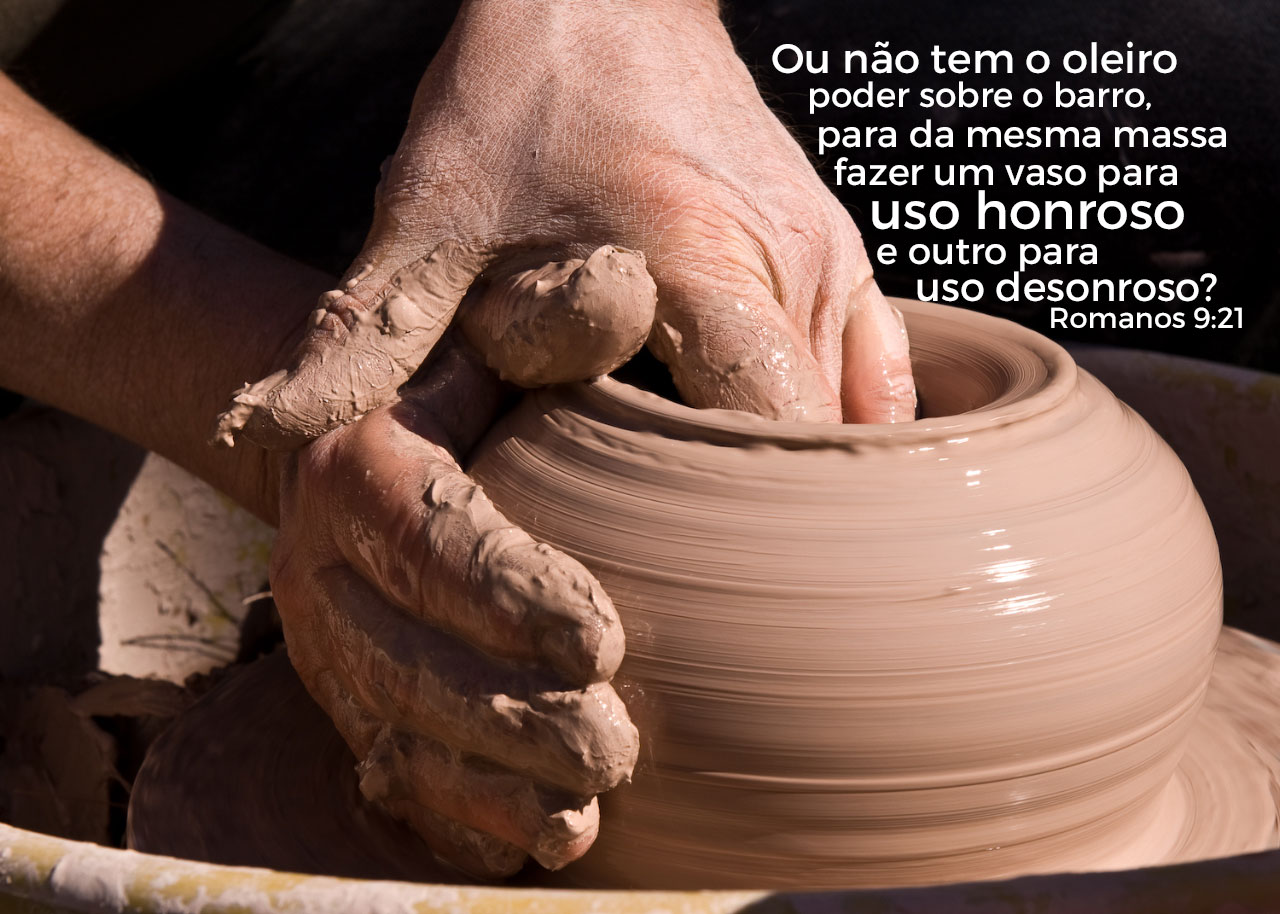 Ou não tem o oleiro
poder sobre o barro,
para da mesma massa
fazer um vaso para
uso honroso
e outro para
uso desonroso?
Romanos 9:21